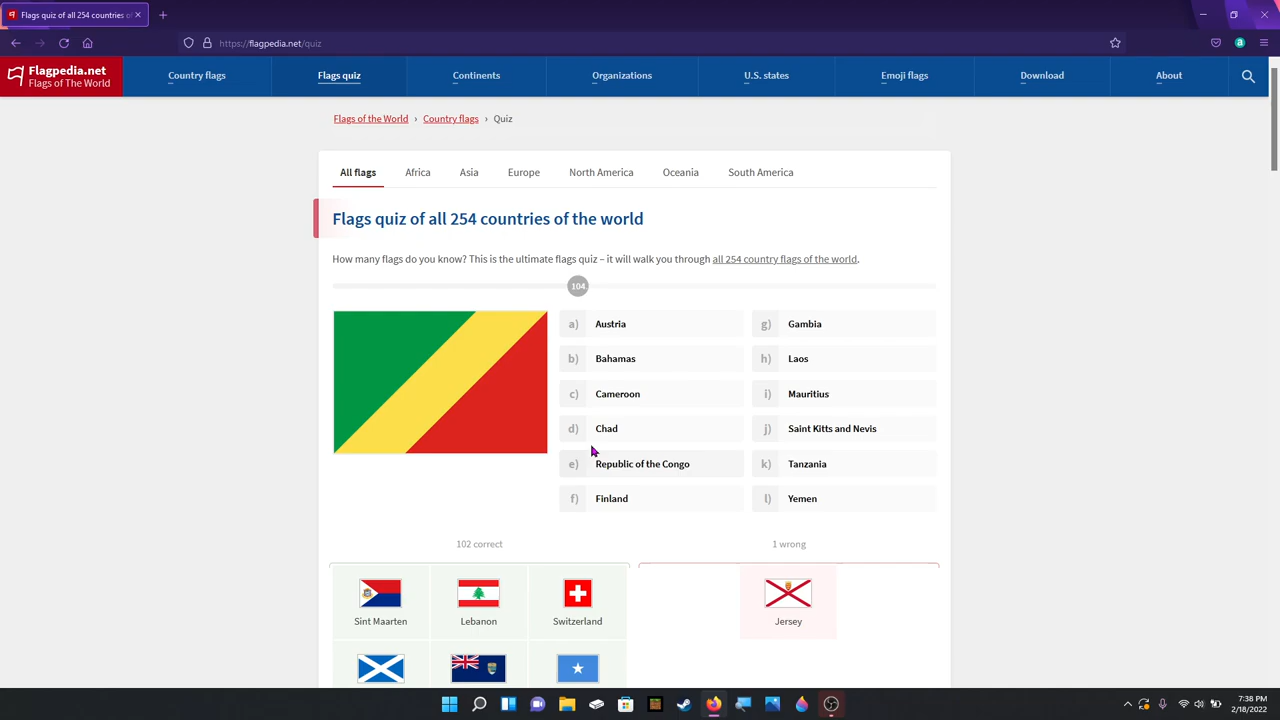 Flags quiz of all 254 countries of
https://flagpedia.net/quiz
Flagpedia.net
Flags of The World
Country flags
Flags quiz
Continents
Organizations
U.S. states
Emoji flags
Download
About
Flags of the World › Country flags › Quiz
All flags
Africa
Asia
Europe
North America
Oceania
South America
Flags quiz of all 254 countries of the world
How many flags do you know? This is the ultimate flags quiz – it will walk you through all 254 country flags of the world.
104.
a) Austria
b) Bahamas
c) Cameroon
d) Chad
e) Republic of the Congo
f) Finland
g) Gambia
h) Laos
i) Mauritius
j) Saint Kitts and Nevis
k) Tanzania
l) Yemen
102 correct
1 wrong
Sint Maarten
Lebanon
Switzerland
Jersey
7:38 PM
2/18/2022